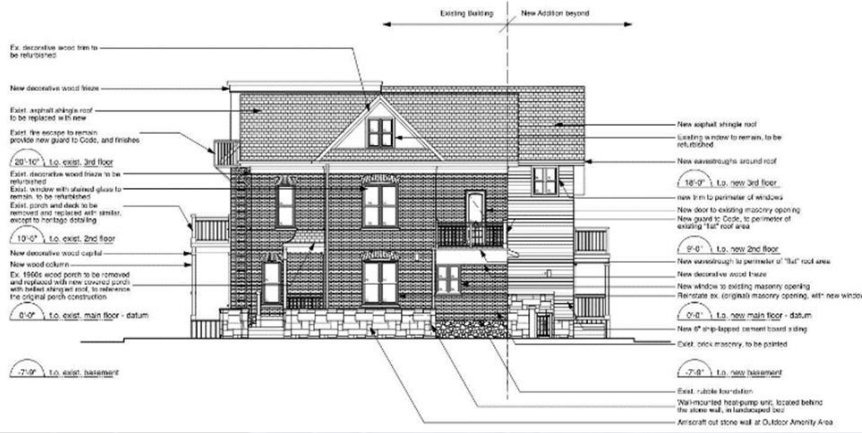 Existing Building
New Addition beyond
Ex. decorative wood trim to
be refurbished
New decorative wood frieze
Exist. asphalt shingle roof
to be replaced with new
Exist. fire escape to remain
provide new guard to Code, and finishes
20'-10" t.o. exist. 3rd floor
Exist. decorative wood frieze to be
refurbished
Exist. window with stained glass to
remain, to be refurbished
Exist. porch and deck to be
removed and replaced with similar,
except to heritage detailing
10'-5" t.o. exist. 2nd floor
New decorative wood capital
New wood column
Ex. 1960s wood porch to be removed
and replaced with new covered porch
with belled shingled roof, to reference
the original porch construction
0'-0" t.o. exist. main floor - datum
-7'-9" t.o. exist. basement
New asphalt shingle roof
Existing window to remain, to be
refurbished
New eavestroughs around roof
18'-0" t.o. new 3rd floor
new trim to perimeter of windows
New door to existing masonry opening
New guard to Code, to perimeter of
existing "flat" roof area
9'-0" t.o. new 2nd floor
New eavestrough to perimeter of "flat" roof area
New decorative wood frieze
New window to existing masonry opening
Reinstate ex. (original) masonry opening, with new window
0'-0" t.o. new main floor - datum
New 6" ship-lapped cement board siding
Exist. brick masonry, to be painted
-7'-9" t.o. new basement
Exist. rubble foundation
Wall-mounted heat-pump unit, located behind
the stone wall, in landscaped bed
Arriscraft cut stone wall at Outdoor Amenity Area